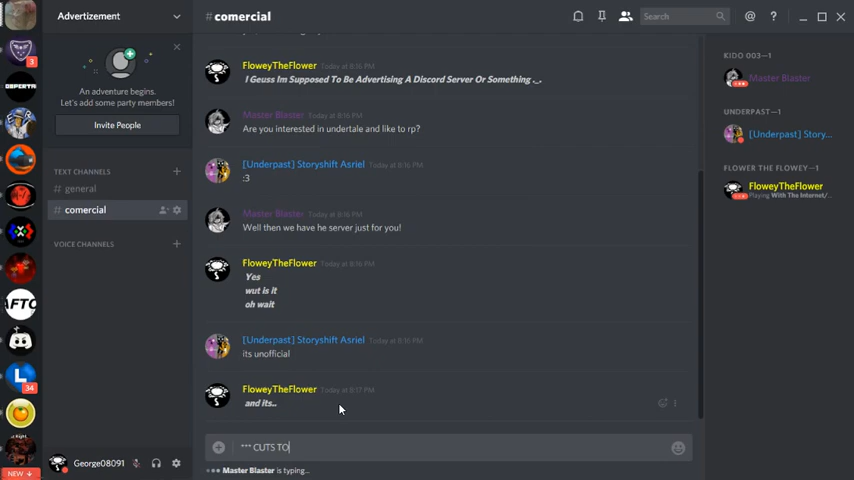 Advertizement
# comercial
Search
3
An adventure begins.
Let's add some party members!
Invite People
TEXT CHANNELS
# general
# comercial
VOICE CHANNELS
AFTO
L
34
NEW
George08091
FloweyTheFlower Today at 8:16 PM
I Geuss Im Supposed To Be Advertising A Discord Server Or Something ._.
Master Blaster Today at 8:16 PM
Are you interested in undertale and like to rp?
[Underpast] Storyshift Asriel Today at 8:16 PM
:3
Master Blaster Today at 8:16 PM
Well then we have he server just for you!
FloweyTheFlower Today at 8:16 PM
Yes
wut is it
oh wait
[Underpast] Storyshift Asriel Today at 8:16 PM
its unofficial
FloweyTheFlower Today at 8:17 PM
and its..
*** CUTS TO
Master Blaster is typing...
KIDO 003—1
Master Blaster
UNDERPAST—1
[Underpast] Story...
FLOWER THE FLOWEY—1
FloweyTheFlower
Playing With The Internet/..